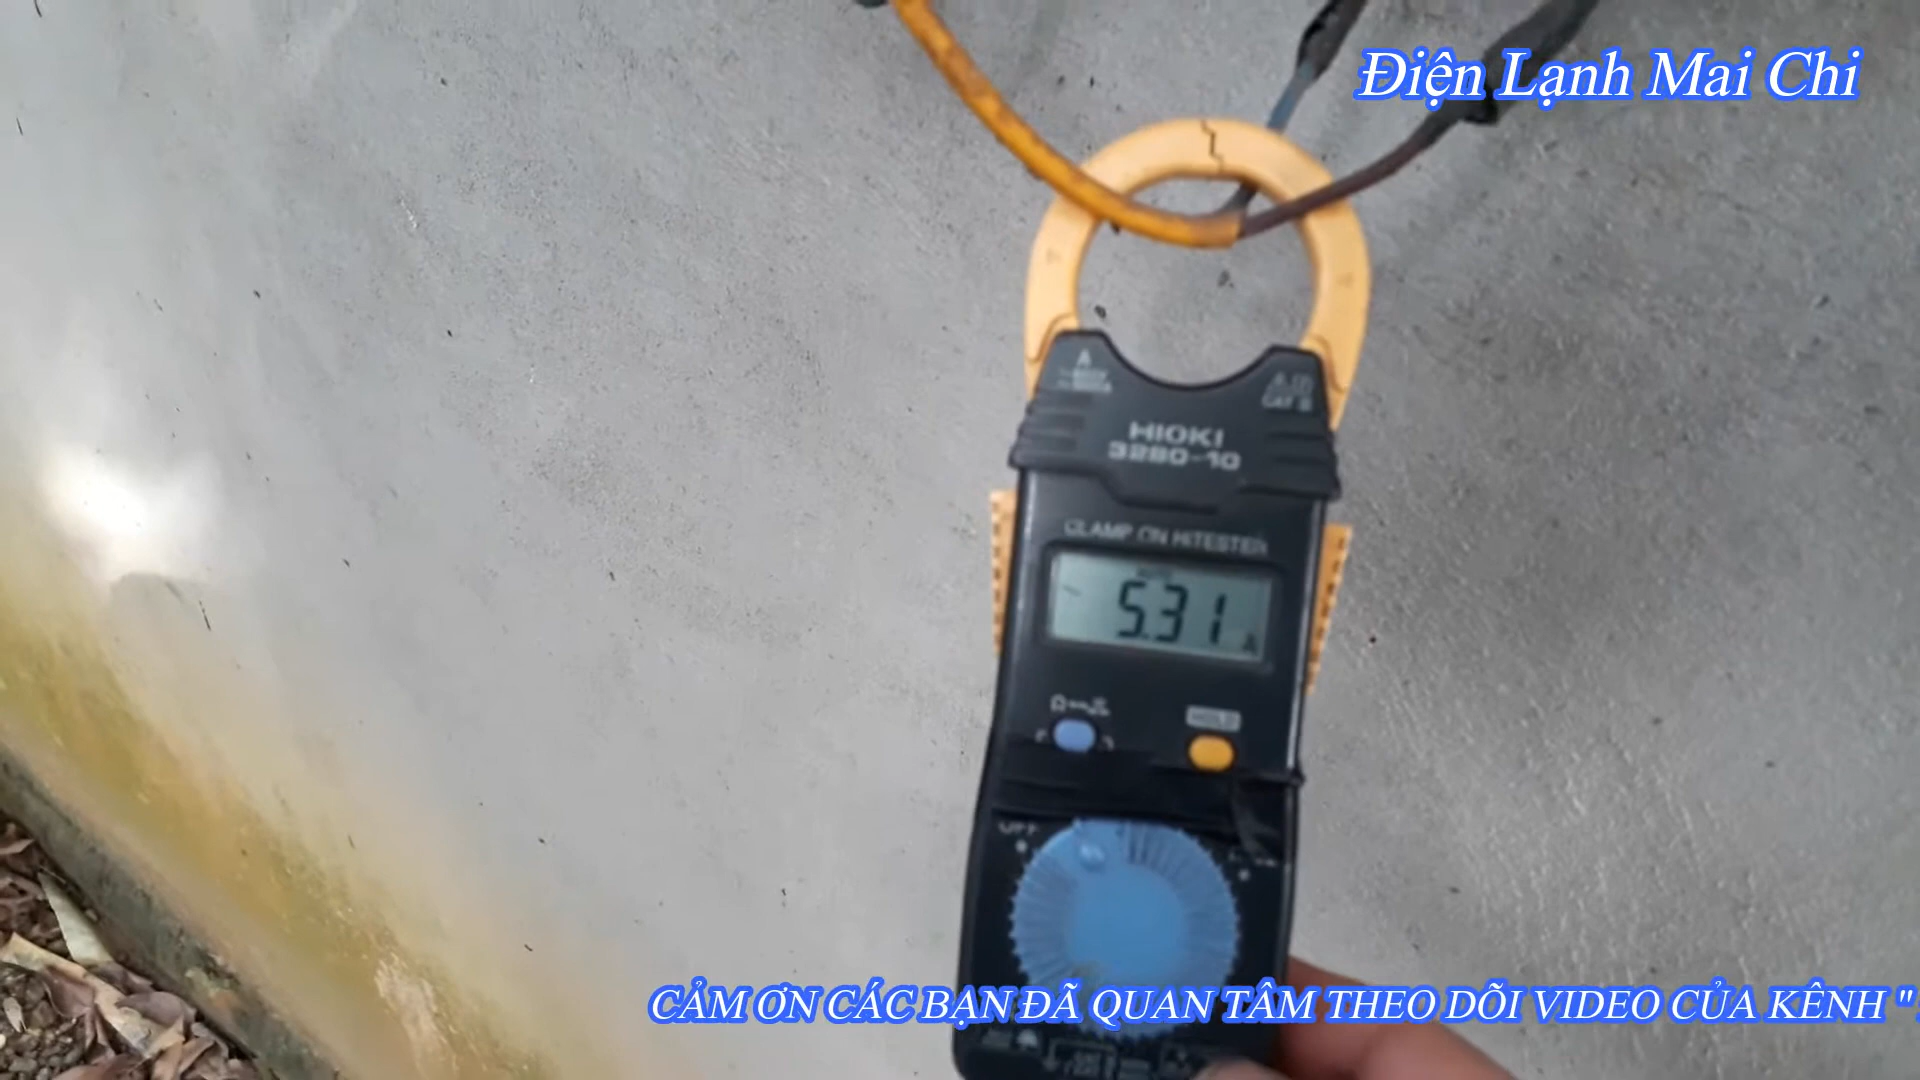 Điện Lạnh Mai Chi
A
HIOKI
3280-10
CLAMP ON HiTESTER
5.31 A
Ω
HOLD
OFF
CẢM ƠN CÁC BẠN ĐÃ QUAN TÂM THEO DÕI VIDEO CỦA KÊNH "